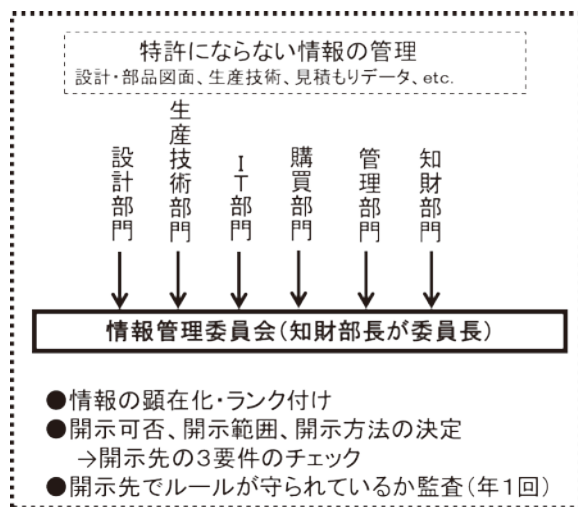 特許にならない情報の管理
設計・部品図面、生産技術、見積もりデータ、etc.
設計部門
生産技術部門
IT部門
購買部門
管理部門
知財部門
情報管理委員会(知財部長が委員長)
●情報の顕在化・ランク付け
●開示可否、開示範囲、開示方法の決定
→開示先の3要件のチェック
●開示先でルールが守られているか監査(年1回)